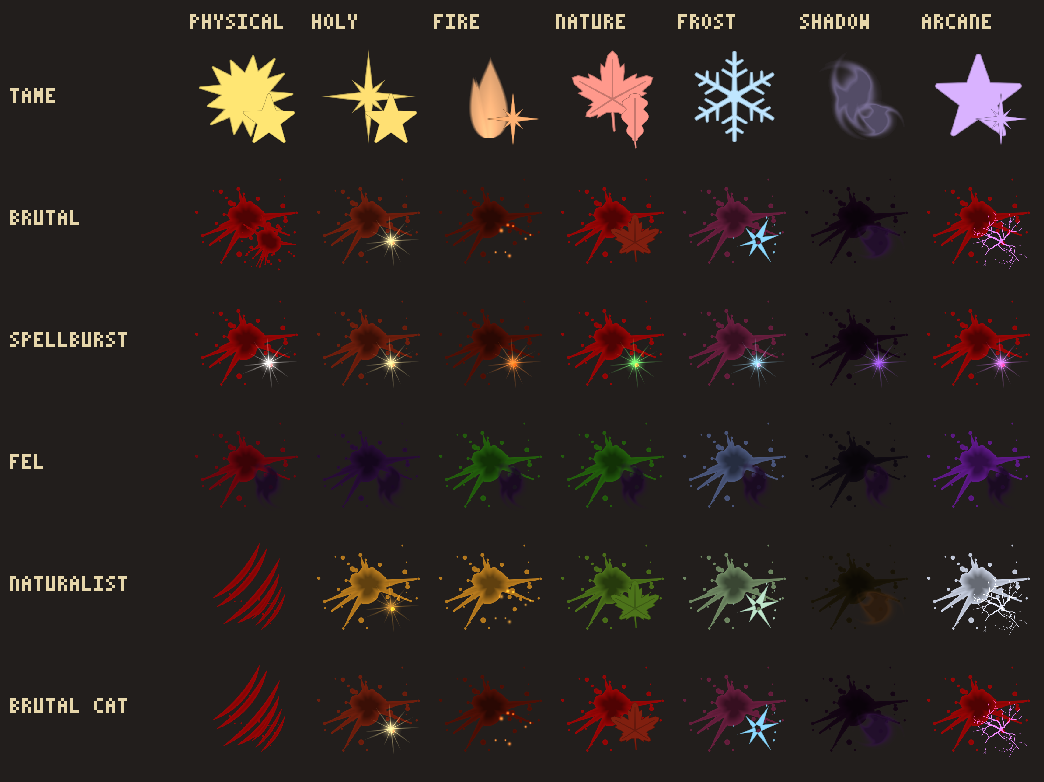 PHYSICAL HOLY FIRE NATURE FROST SHADOW ARCANE
TAME
BRUTAL
SPELLBURST
FEL
NATURALIST
BRUTAL CAT